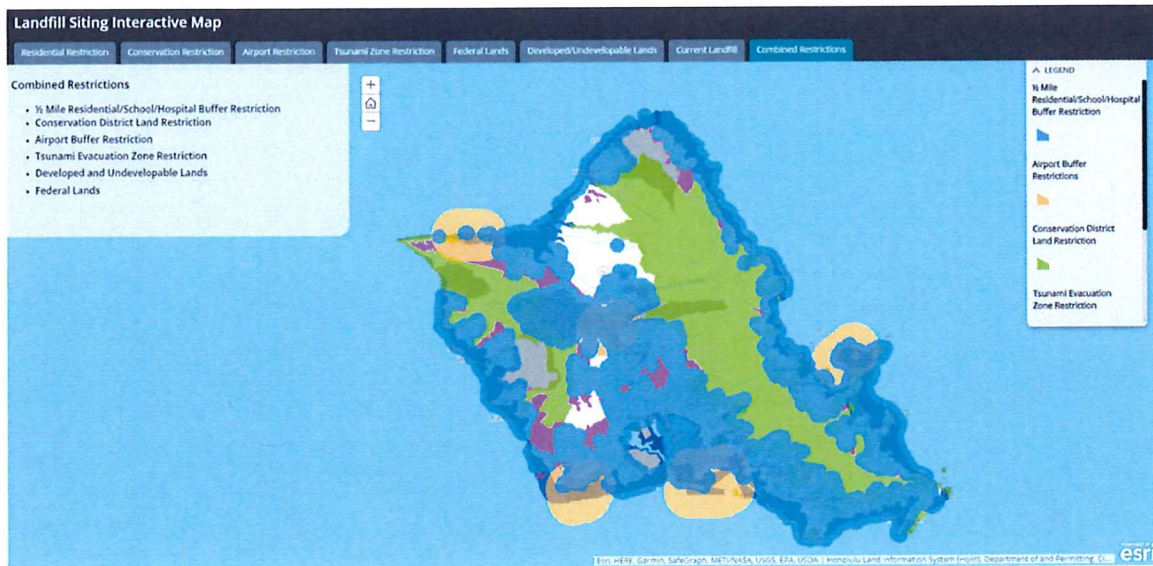 Landfill Siting Interactive Map
Residential Restriction
Conservation Restriction
Airport Restriction
Tsunami Zone Restriction
Federal Lands
Developed/Undevelopable Lands
Current Landfill
Combined Restrictions
Combined Restrictions
• ½ Mile Residential/School/Hospital Buffer Restriction
• Conservation District Land Restriction
• Airport Buffer Restriction
• Tsunami Evacuation Zone Restriction
• Developed and Undevelopable Lands
• Federal Lands
LEGEND
½ Mile
Residential/School/Hospital
Buffer Restriction
Airport Buffer
Restrictions
Conservation District
Land Restriction
Tsunami Evacuation
Zone Restriction
Esri, HERE, Garmin, SafeGraph, METI/NASA, USGS, EPA, USDA | Honolulu Land Information System (HoLIS), Department of and Permitting,
esri